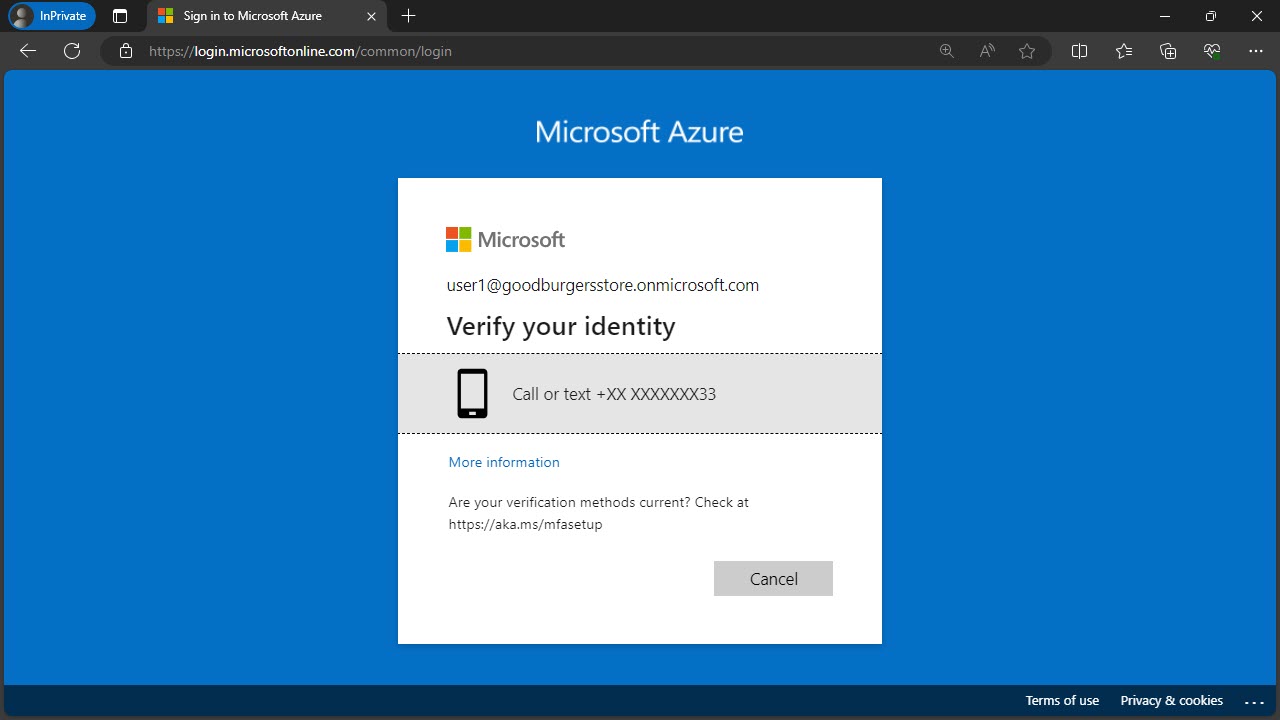 InPrivate
Sign in to Microsoft Azure
https://login.microsoftonline.com/common/login
Microsoft Azure
Microsoft
user1@goodburgersstore.onmicrosoft.com
Verify your identity
Call or text +XX XXXXXXX33
More information
Are your verification methods current? Check at
https://aka.ms/mfasetup
Cancel
Terms of use Privacy & cookies ...